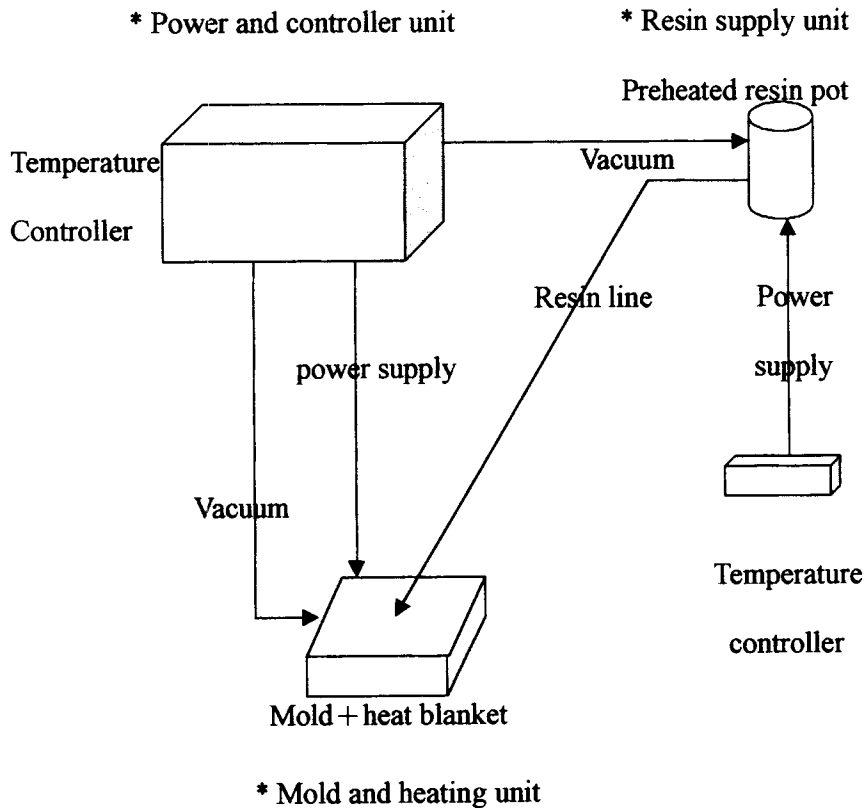 * Power and controller unit
* Resin supply unit
Preheated resin pot
Temperature
Controller
Vacuum
Resin line
Power
supply
power supply
Vacuum
Temperature
controller
Mold + heat blanket
* Mold and heating unit